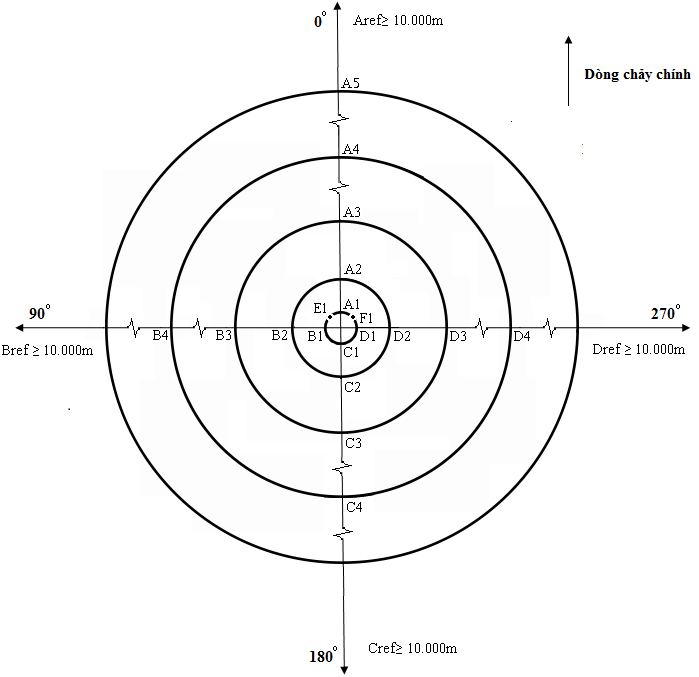 0° Aref≥ 10.000m
Dòng chảy chính
A5
A4
A3
A2
E1 A1
F1
90° 270°
B4 B3 B2 B1 D1 D2 D3 D4
Bref ≥ 10.000m Dref ≥ 10.000m
C1
C2
C3
C4
180° Cref≥ 10.000m